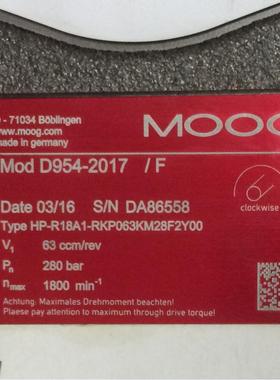 - 71034 Böblingen
www.moog.com
made in germany
MOOG
Mod D954-2017 / F
Date 03/16 S/N DA86558
clockwise
Type HP-R18A1-RKP063KM28F2Y00
V1 63 ccm/rev
Pn 280 bar
nmax 1800 min⁻¹
Achtung: Maximales Drehmoment beachten!
Please pay attention to maximum through drive torque!